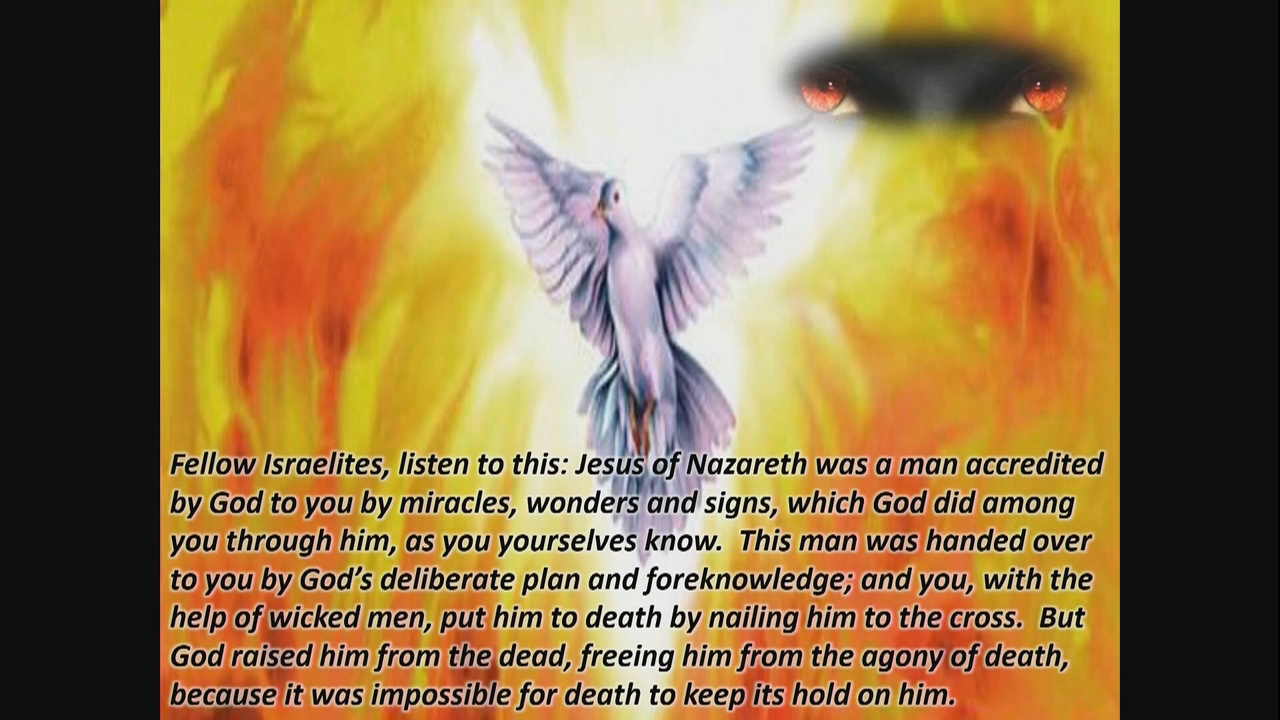 Fellow Israelites, listen to this: Jesus of Nazareth was a man accredited
by God to you by miracles, wonders and signs, which God did among
you through him, as you yourselves know.  This man was handed over
to you by God’s deliberate plan and foreknowledge; and you, with the
help of wicked men, put him to death by nailing him to the cross.  But
God raised him from the dead, freeing him from the agony of death,
because it was impossible for death to keep its hold on him.